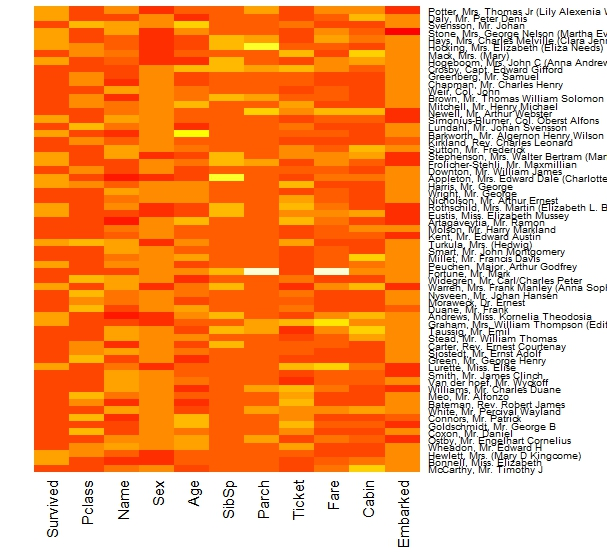 Potter, Mrs. Thomas Jr (Lily Alexenia W
Daly, Mr. Peter Denis
Svensson, Mr. Johan
Stone, Mrs. George Nelson (Martha Ev
Hays, Mrs. Charles Melville (Clara Jenr
Hocking, Mrs. Elizabeth (Eliza Needs)
Mack, Mrs. (Mary)
Hogeboom, Mrs. John C (Anna Andrew
Crosby, Capt. Edward Gifford
Greenberg, Mr. Samuel
Chapman, Mr. Charles Henry
Weir, Col. John
Brown, Mr. Thomas William Solomon
Mitchell, Mr. Henry Michael
Newell, Mr. Arthur Webster
Simonius-Blumer, Col. Oberst Alfons
Lundahl, Mr. Johan Svensson
Barkworth, Mr. Algernon Henry Wilson
Kirkland, Rev. Charles Leonard
Sutton, Mr. Frederick
Stephenson, Mrs. Walter Bertram (Mar
Frolicher-Stehli, Mr. Maxmillian
Downton, Mr. William James
Appleton, Mrs. Edward Dale (Charlotte
Harris, Mr. George
Wright, Mr. George
Nicholson, Mr. Arthur Ernest
Rothschild, Mrs. Martin (Elizabeth L. B
Eustis, Miss. Elizabeth Mussey
Artagaveytia, Mr. Ramon
Molson, Mr. Harry Markland
Kent, Mr. Edward Austin
Turkula, Mrs. (Hedwig)
Smart, Mr. John Montgomery
Millet, Mr. Francis Davis
Peuchen, Major. Arthur Godfrey
Fortune, Mr. Mark
Widegren, Mr. Carl/Charles Peter
Warren, Mrs. Frank Manley (Anna Soph
Nysveen, Mr. Johan Hansen
Moraweck, Dr. Ernest
Duane, Mr. Frank
Andrews, Miss. Kornelia Theodosia
Graham, Mrs. William Thompson (Edit
Taussig, Mr. Emil
Stead, Mr. William Thomas
Carter, Rev. Ernest Courtenay
Sjostedt, Mr. Ernst Adolf
Green, Mr. George Henry
Lurette, Miss. Elise
Smith, Mr. James Clinch
Van der hoef, Mr. Wyckoff
Williams, Mr. Charles Duane
Meo, Mr. Alfonzo
Bateman, Rev. Robert James
White, Mr. Percival Wayland
Connors, Mr. Patrick
Goldschmidt, Mr. George B
Coxon, Mr. Daniel
Ostby, Mr. Engelhart Cornelius
Wheadon, Mr. Edward H
Hewlett, Mrs. (Mary D Kingcome)
Bonnell, Miss. Elizabeth
McCarthy, Mr. Timothy J
Survived
Pclass
Name
Sex
Age
SibSp
Parch
Ticket
Fare
Cabin
Embarked